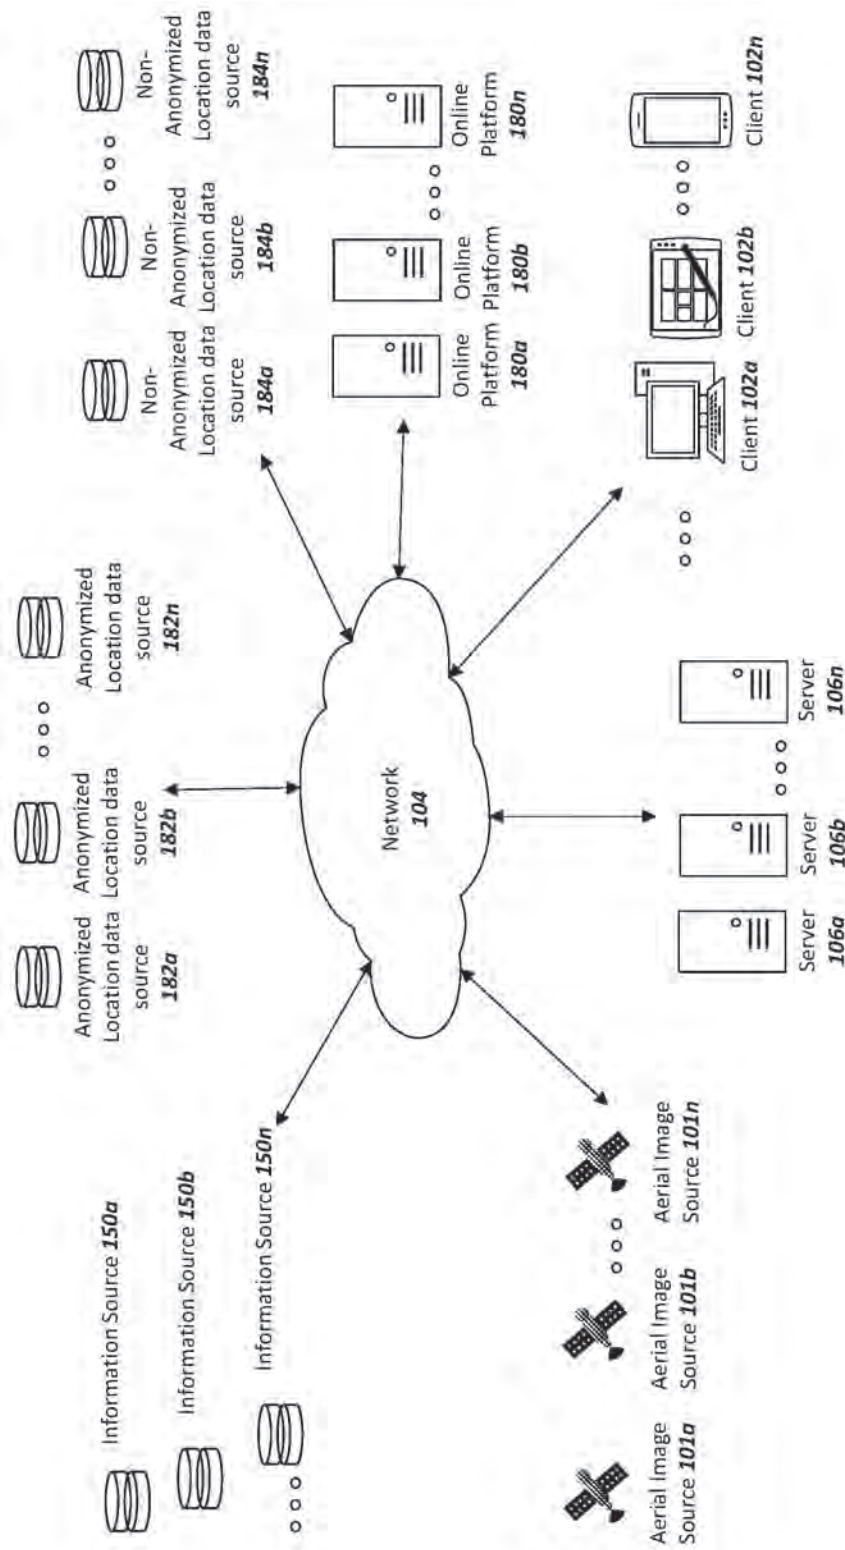 Information Source 150a
Information Source 150b
Information Source 150n
Anonymized
Location data
source
182a
Anonymized
Location data
source
182b
Anonymized
Location data
source
182n
Non-
Anonymized
Location data
source
184a
Non-
Anonymized
Location data
source
184b
Non-
Anonymized
Location data
source
184n
Network
104
Online
Platform
180a
Online
Platform
180b
Online
Platform
180n
Aerial Image
Source 101a
Aerial Image
Source 101b
Aerial Image
Source 101n
Server
106a
Server
106b
Server
106n
Client 102a
Client 102b
Client 102n